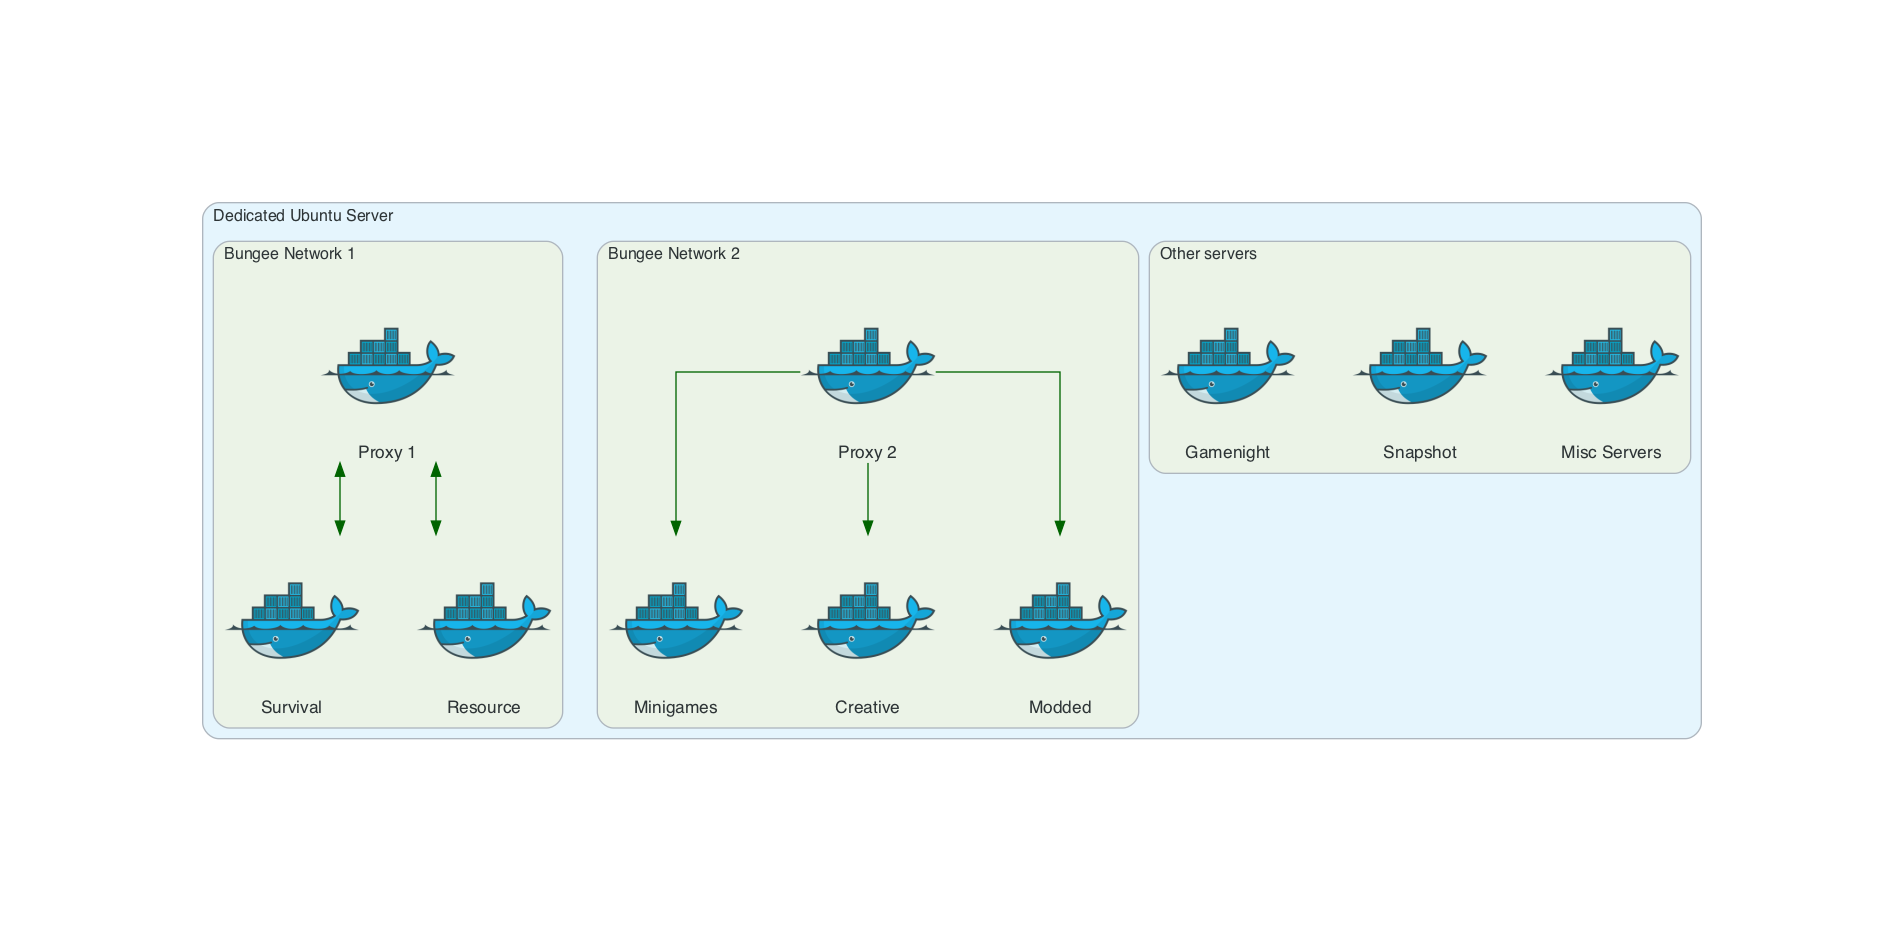 Dedicated Ubuntu Server
Bungee Network 1
Proxy 1
Survival
Resource
Bungee Network 2
Proxy 2
Minigames
Creative
Modded
Other servers
Gamenight
Snapshot
Misc Servers